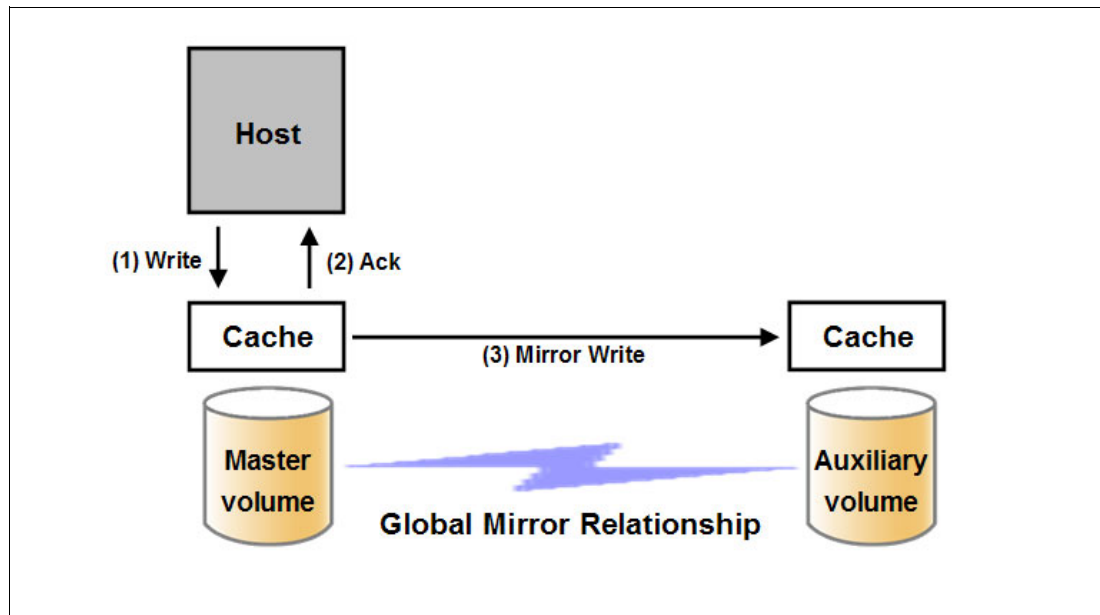 Host
(1) Write
(2) Ack
Cache
(3) Mirror Write
Cache
Master
volume
Auxiliary
volume
Global Mirror Relationship